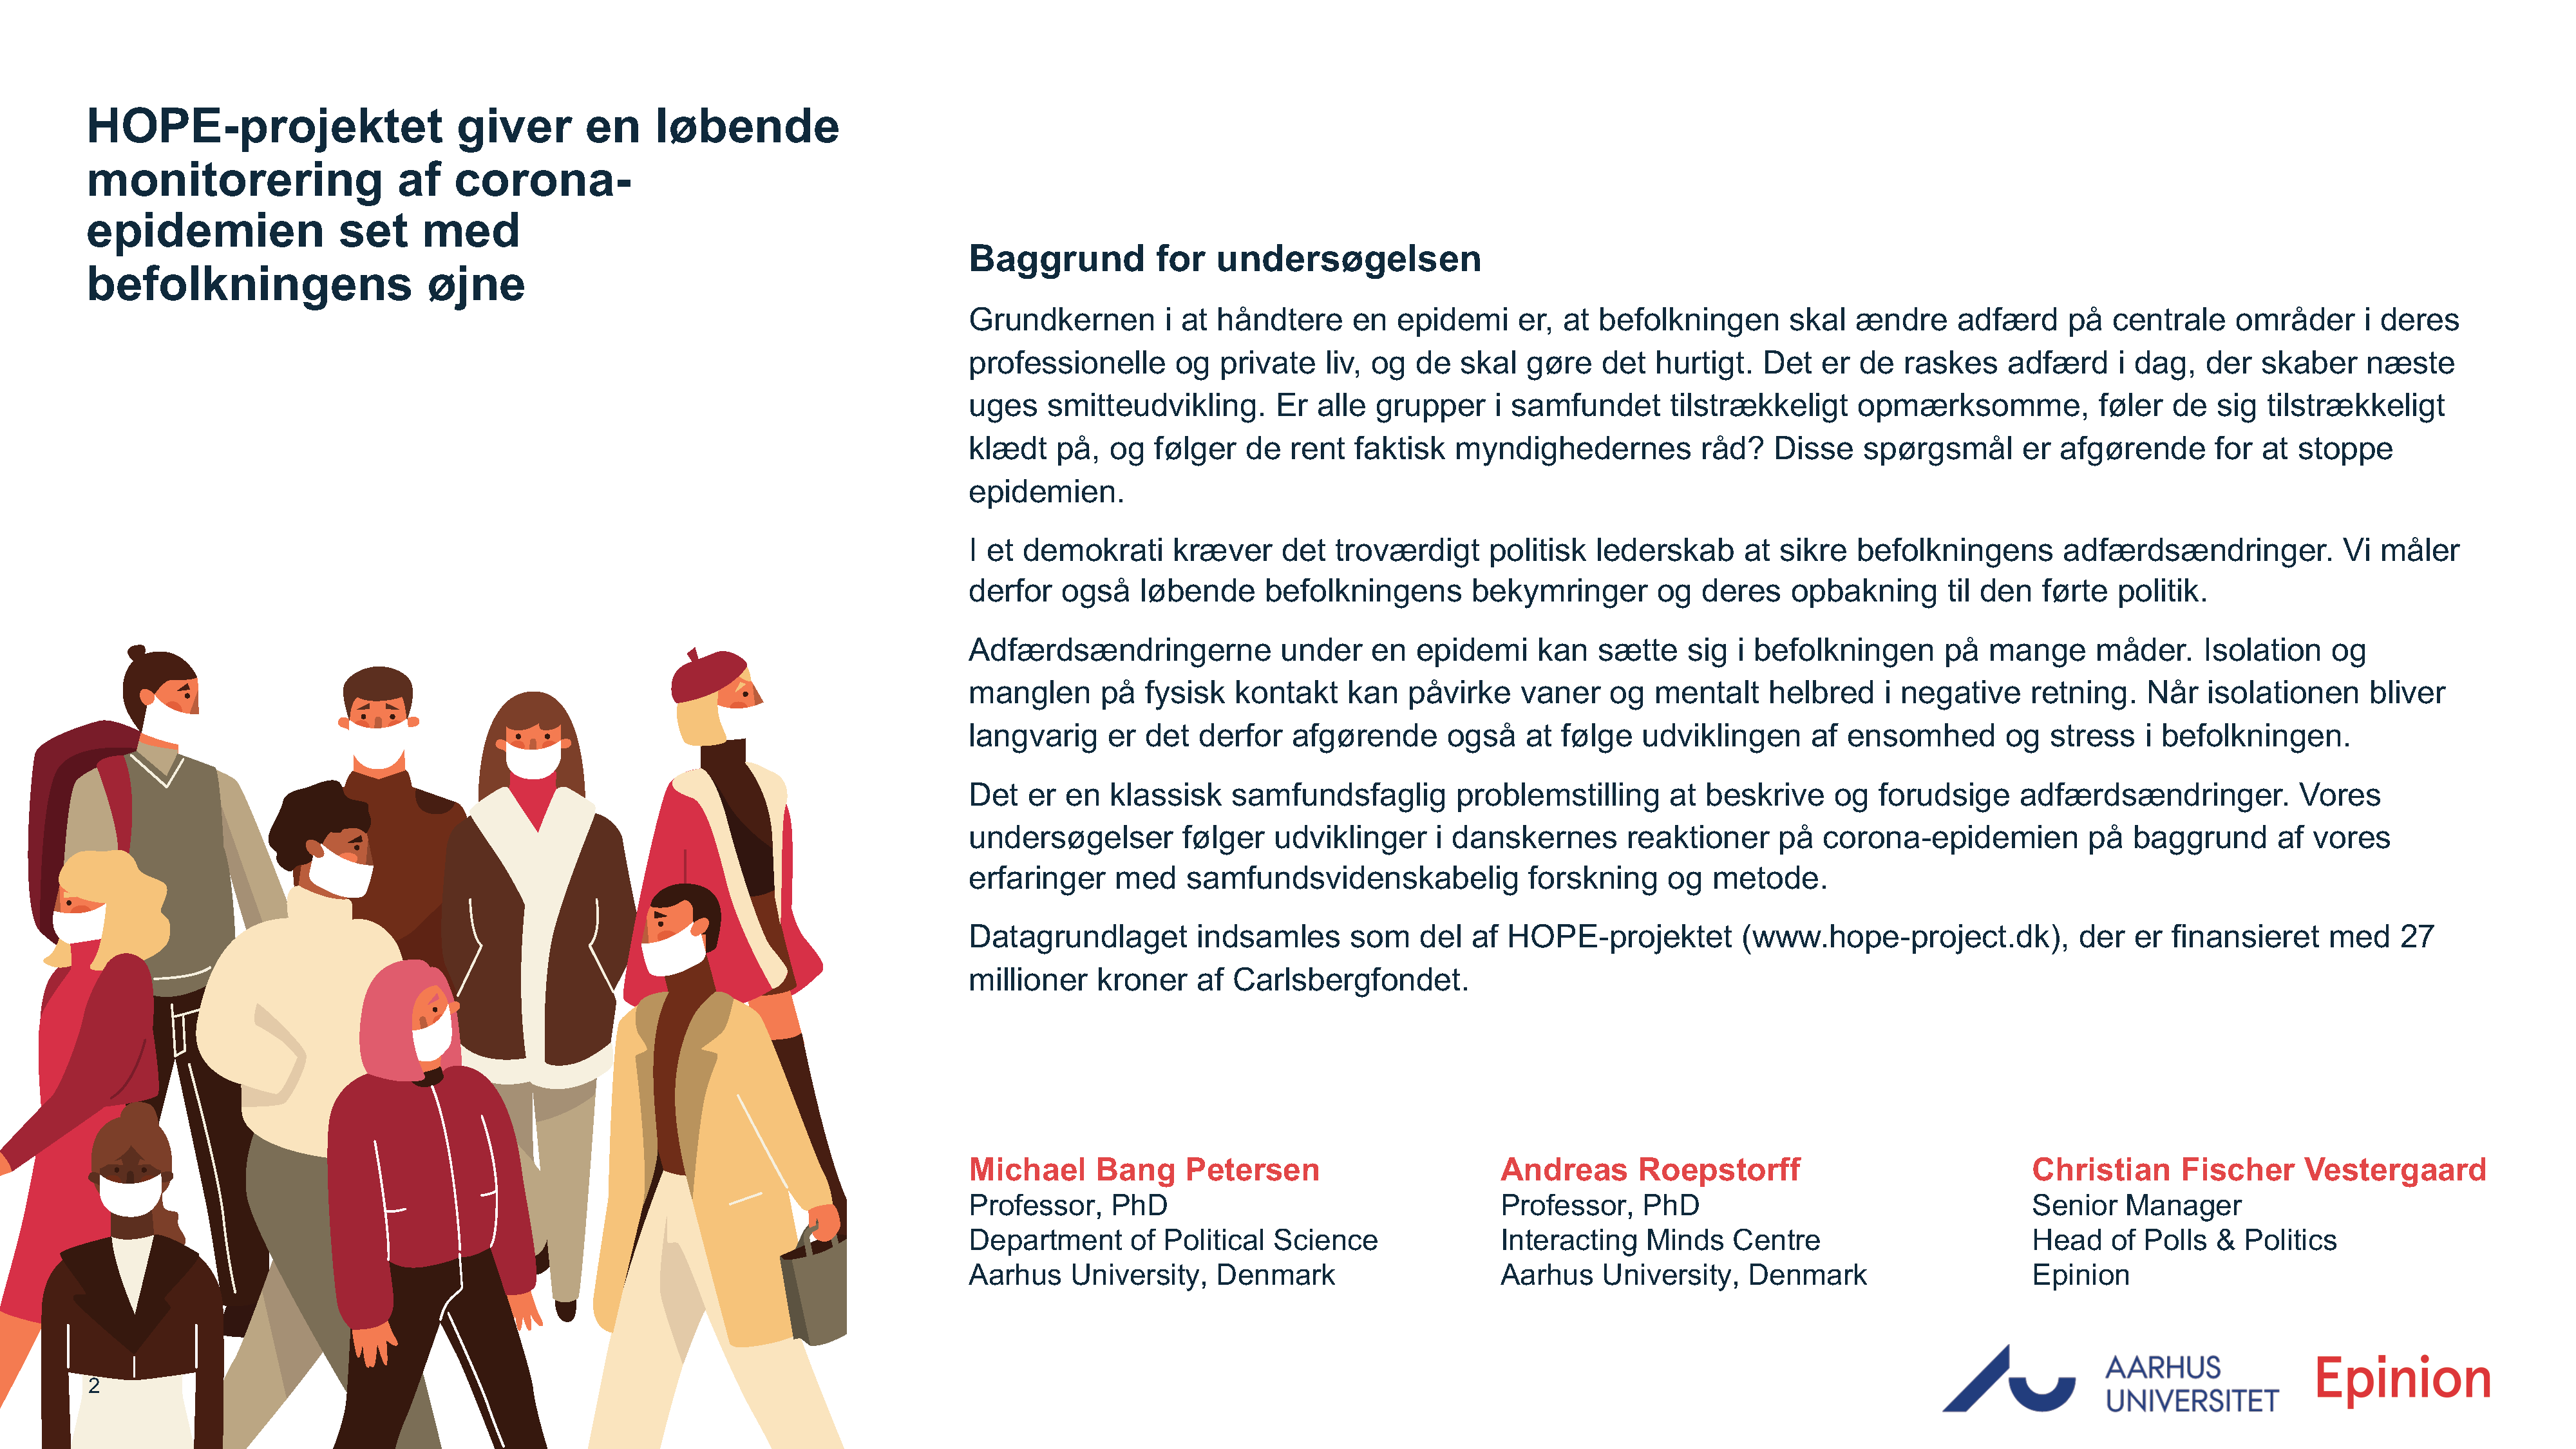 HOPE-projektet giver en løbende
monitorering af corona-
epidemien set med
befolkningens øjne
Baggrund for undersøgelsen
Grundkernen i at håndtere en epidemi er, at befolkningen skal ændre adfærd på centrale områder i deres
professionelle og private liv, og de skal gøre det hurtigt. Det er de raskes adfærd i dag, der skaber næste
uges smitteudvikling. Er alle grupper i samfundet tilstrækkeligt opmærksomme, føler de sig tilstrækkeligt
klædt på, og følger de rent faktisk myndighedernes råd? Disse spørgsmål er afgørende for at stoppe
epidemien.
I et demokrati kræver det troværdigt politisk lederskab at sikre befolkningens adfærdsændringer. Vi måler
derfor også løbende befolkningens bekymringer og deres opbakning til den førte politik.
Adfærdsændringerne under en epidemi kan sætte sig i befolkningen på mange måder. Isolation og
manglen på fysisk kontakt kan påvirke vaner og mentalt helbred i negative retning. Når isolationen bliver
langvarig er det derfor afgørende også at følge udviklingen af ensomhed og stress i befolkningen.
Det er en klassisk samfundsfaglig problemstilling at beskrive og forudsige adfærdsændringer. Vores
undersøgelser følger udviklinger i danskernes reaktioner på corona-epidemien på baggrund af vores
erfaringer med samfundsvidenskabelig forskning og metode.
Datagrundlaget indsamles som del af HOPE-projektet (www.hope-project.dk), der er finansieret med 27
millioner kroner af Carlsbergfondet.
Michael Bang Petersen
Professor, PhD
Department of Political Science
Aarhus University, Denmark
Andreas Roepstorff
Professor, PhD
Interacting Minds Centre
Aarhus University, Denmark
Christian Fischer Vestergaard
Senior Manager
Head of Polls & Politics
Epinion
2
AARHUS
UNIVERSITET
Epinion